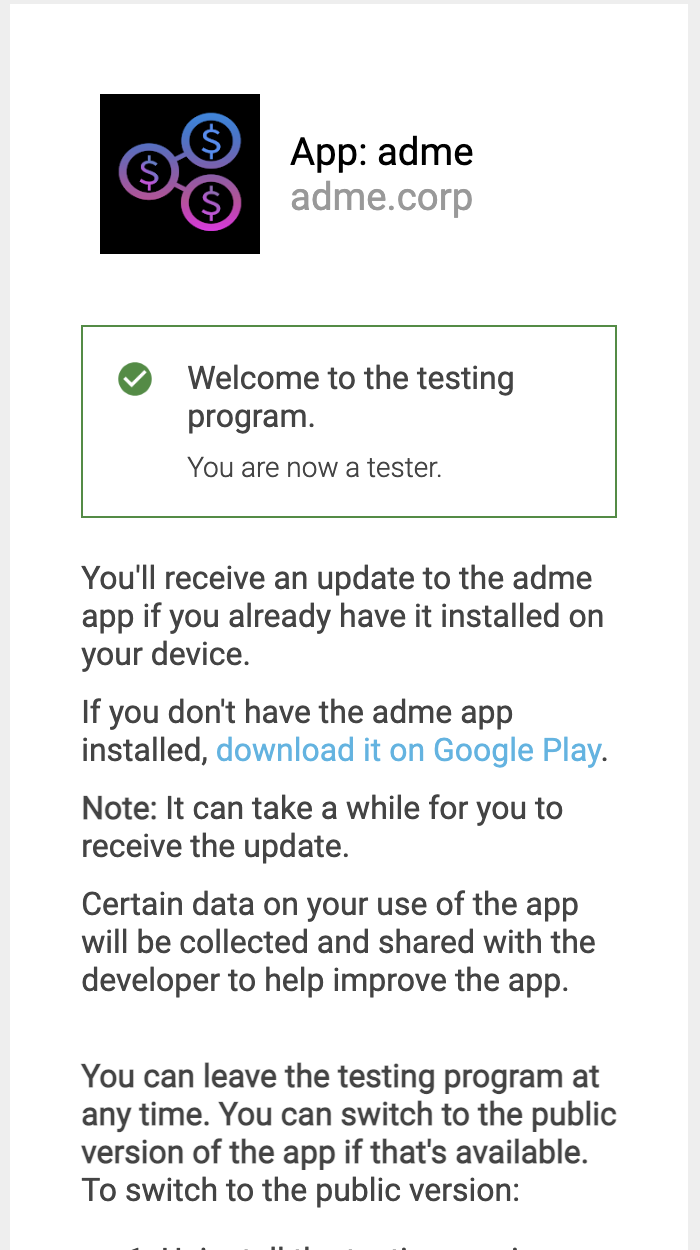 $
$
$
App: adme
adme.corp
Welcome to the testing
program.
You are now a tester.
You'll receive an update to the adme
app if you already have it installed on
your device.
If you don't have the adme app
installed, download it on Google Play.
Note: It can take a while for you to
receive the update.
Certain data on your use of the app
will be collected and shared with the
developer to help improve the app.
You can leave the testing program at
any time. You can switch to the public
version of the app if that's available.
To switch to the public version: